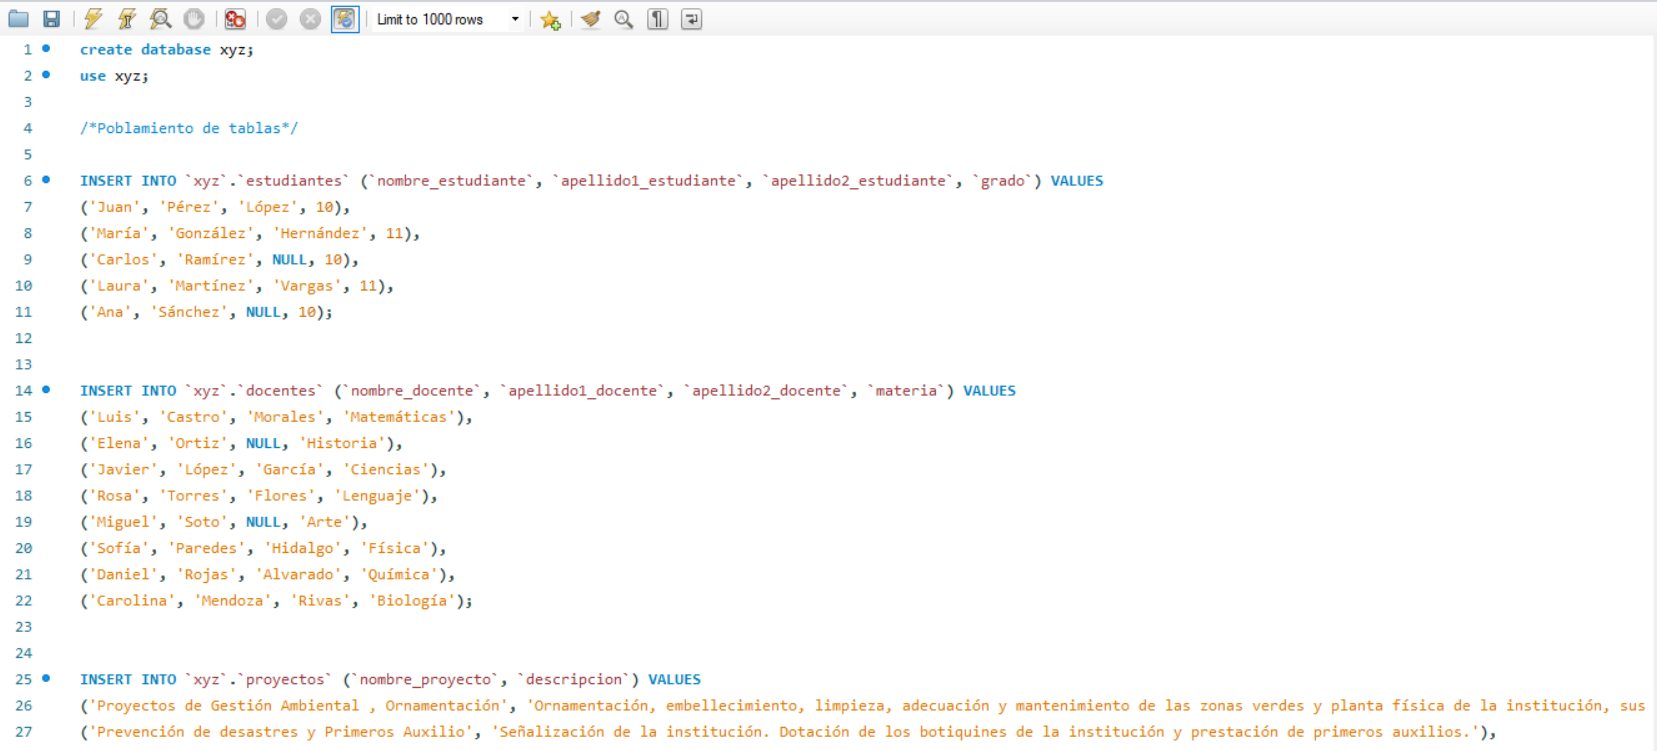 Limit to 1000 rows
1 create database xyz;
2 use xyz;
3
4 /*Poblamiento de tablas*/
5
6 INSERT INTO `xyz`.`estudiantes` (`nombre_estudiante`, `apellido1_estudiante`, `apellido2_estudiante`, `grado`) VALUES
7 ('Juan', 'Pérez', 'López', 10),
8 ('María', 'González', 'Hernández', 11),
9 ('Carlos', 'Ramírez', NULL, 10),
10 ('Laura', 'Martínez', 'Vargas', 11),
11 ('Ana', 'Sánchez', NULL, 10);
12
13
14 INSERT INTO `xyz`.`docentes` (`nombre_docente`, `apellido1_docente`, `apellido2_docente`, `materia`) VALUES
15 ('Luis', 'Castro', 'Morales', 'Matemáticas'),
16 ('Elena', 'Ortiz', NULL, 'Historia'),
17 ('Javier', 'López', 'García', 'Ciencias'),
18 ('Rosa', 'Torres', 'Flores', 'Lenguaje'),
19 ('Miguel', 'Soto', NULL, 'Arte'),
20 ('Sofía', 'Paredes', 'Hidalgo', 'Física'),
21 ('Daniel', 'Rojas', 'Alvarado', 'Química'),
22 ('Carolina', 'Mendoza', 'Rivas', 'Biología');
23
24
25 INSERT INTO `xyz`.`proyectos` (`nombre_proyecto`, `descripcion`) VALUES
26 ('Proyectos de Gestión Ambiental , Ornamentación', 'Ornamentación, embellecimiento, limpieza, adecuación y mantenimiento de las zonas verdes y planta física de la institución, sus
27 ('Prevención de desastres y Primeros Auxilio', 'Señalización de la institución. Dotación de los botiquines de la institución y prestación de primeros auxilios.'),